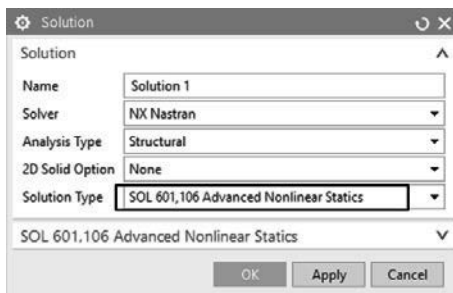 Solution
Solution
Name Solution 1
Solver NX Nastran
Analysis Type Structural
2D Solid Option None
Solution Type SOL 601,106 Advanced Nonlinear Statics
SOL 601,106 Advanced Nonlinear Statics
OK Apply Cancel